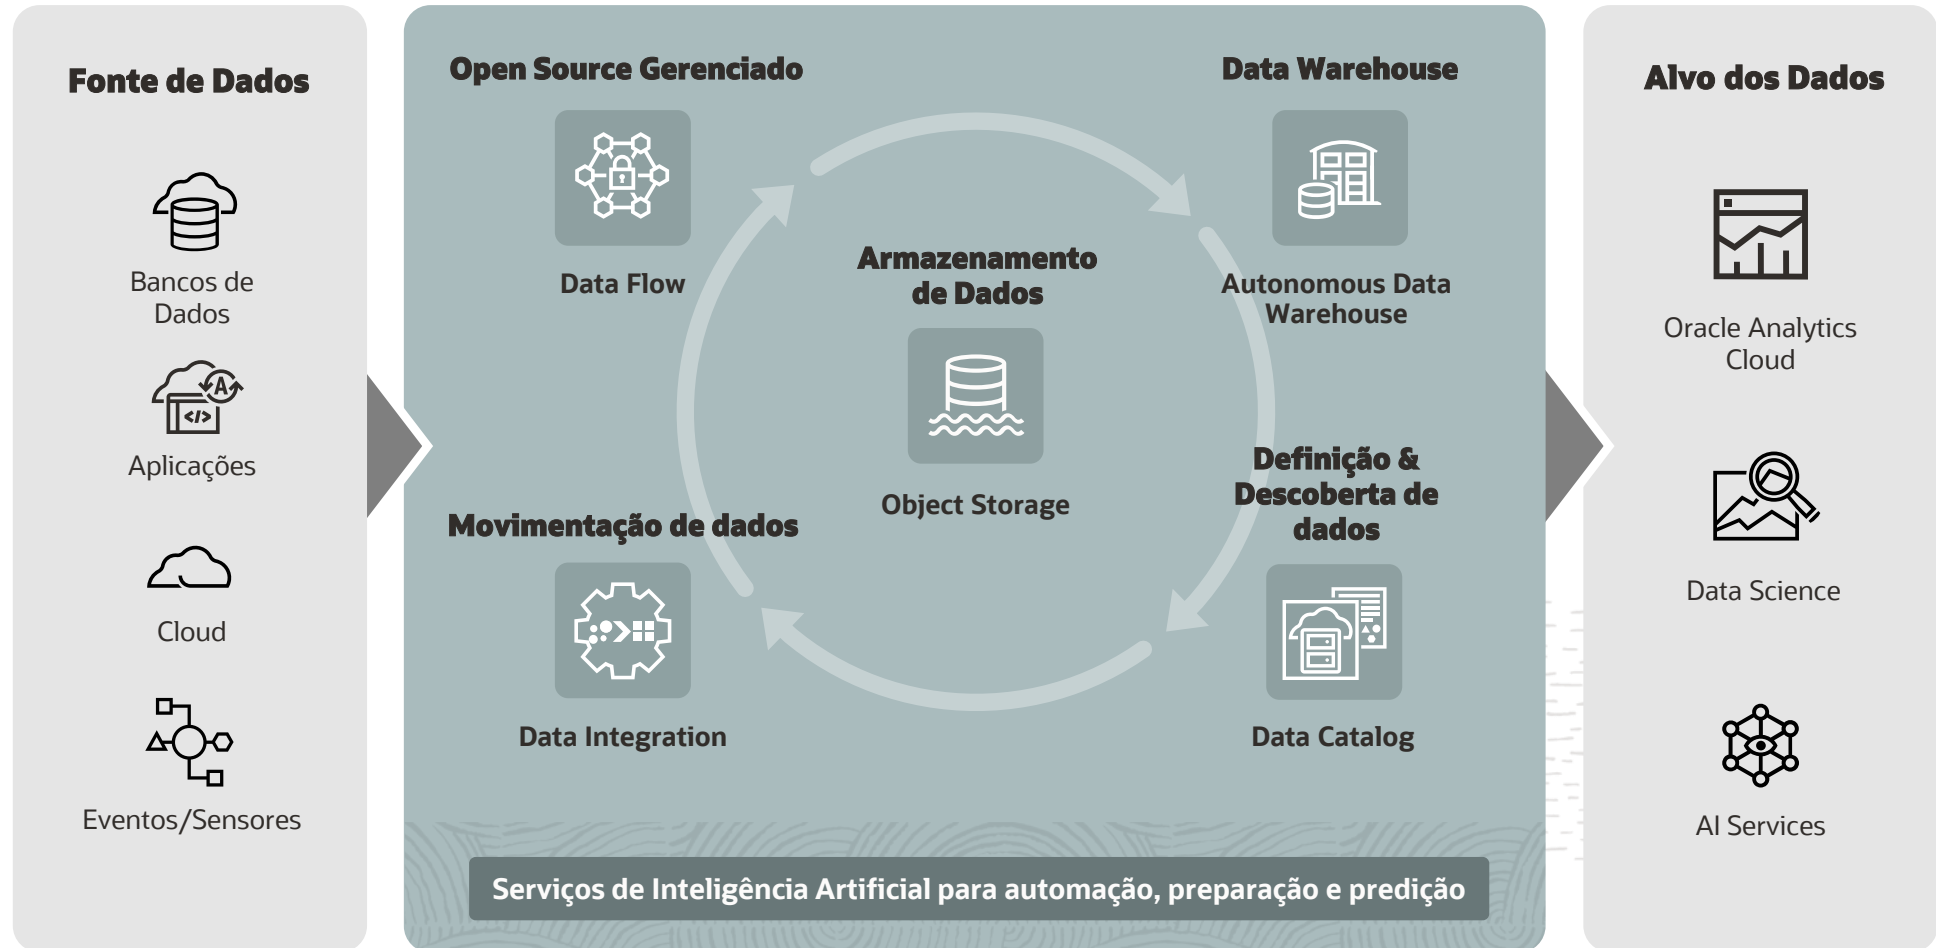 Fonte de Dados
Bancos de
Dados
Aplicações
Cloud
Eventos/Sensores
Open Source Gerenciado
Data Flow
Data Warehouse
Autonomous Data
Warehouse
Armazenamento
de Dados
Object Storage
Movimentação de dados
Data Integration
Definição &
Descoberta de
dados
Data Catalog
Serviços de Inteligência Artificial para automação, preparação e predição
Alvo dos Dados
Oracle Analytics
Cloud
Data Science
AI Services
A
</>